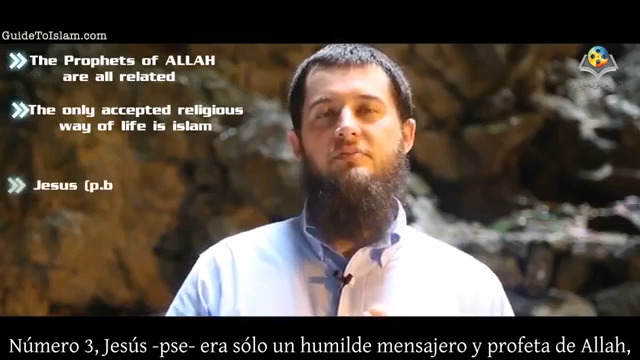 GuideToIslam.com
The Prophets of ALLAH
are all related
The only accepted religious
way of life is islam
Jesus (p.b
Número 3, Jesús -pse- era sólo un humilde mensajero y profeta de Allah,